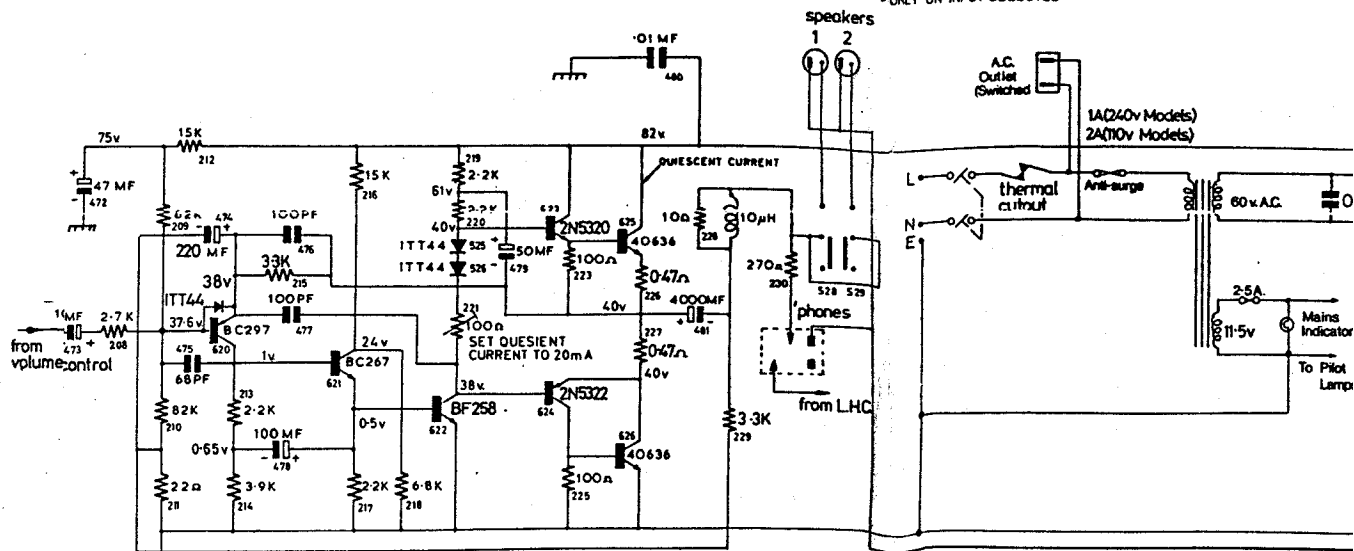 speakers
1 2
·01 MF
480
A.C.
Outlet
(Switched
1A(240v Models)
2A(110v Models)
75v.
15K
212
82v.
QUIESCENT CURRENT
+
47 MF
472
15K
216
219
2·2K
61v
220
40v
209
474
+
220
MF
100PF
476
ITT44
525
ITT44
526
+
50MF
479
-
2N5320
625
40636
100Ω
223
10Ω
228
10µH
L
N
E
thermal
cutout
Anti-surge
60v. A.C.
215
38v
ITT44
100PF
477
221
100Ω
SET QUESIENT
CURRENT TO 20mA
0·47Ω
226
40v
4000MF
+
481
-
270Ω
230
528
529
phones
MF
473
+
2·7K
208
37.6v
BC297
620
from
volume control
475
68PF
1v
24v
BC267
621
227
0·47Ω
40v
2·5A.
11·5v
Mains
Indicator
To Pilot
Lamps
38v.
2N5322
624
from L.H.C.
82K
210
213
2·2K
BF258
622
0·5v
0·65v
100MF
-
478
+
626
40636
3·3K
229
22Ω
211
3·9K
214
2·2K
217
6·8K
218
100Ω
225